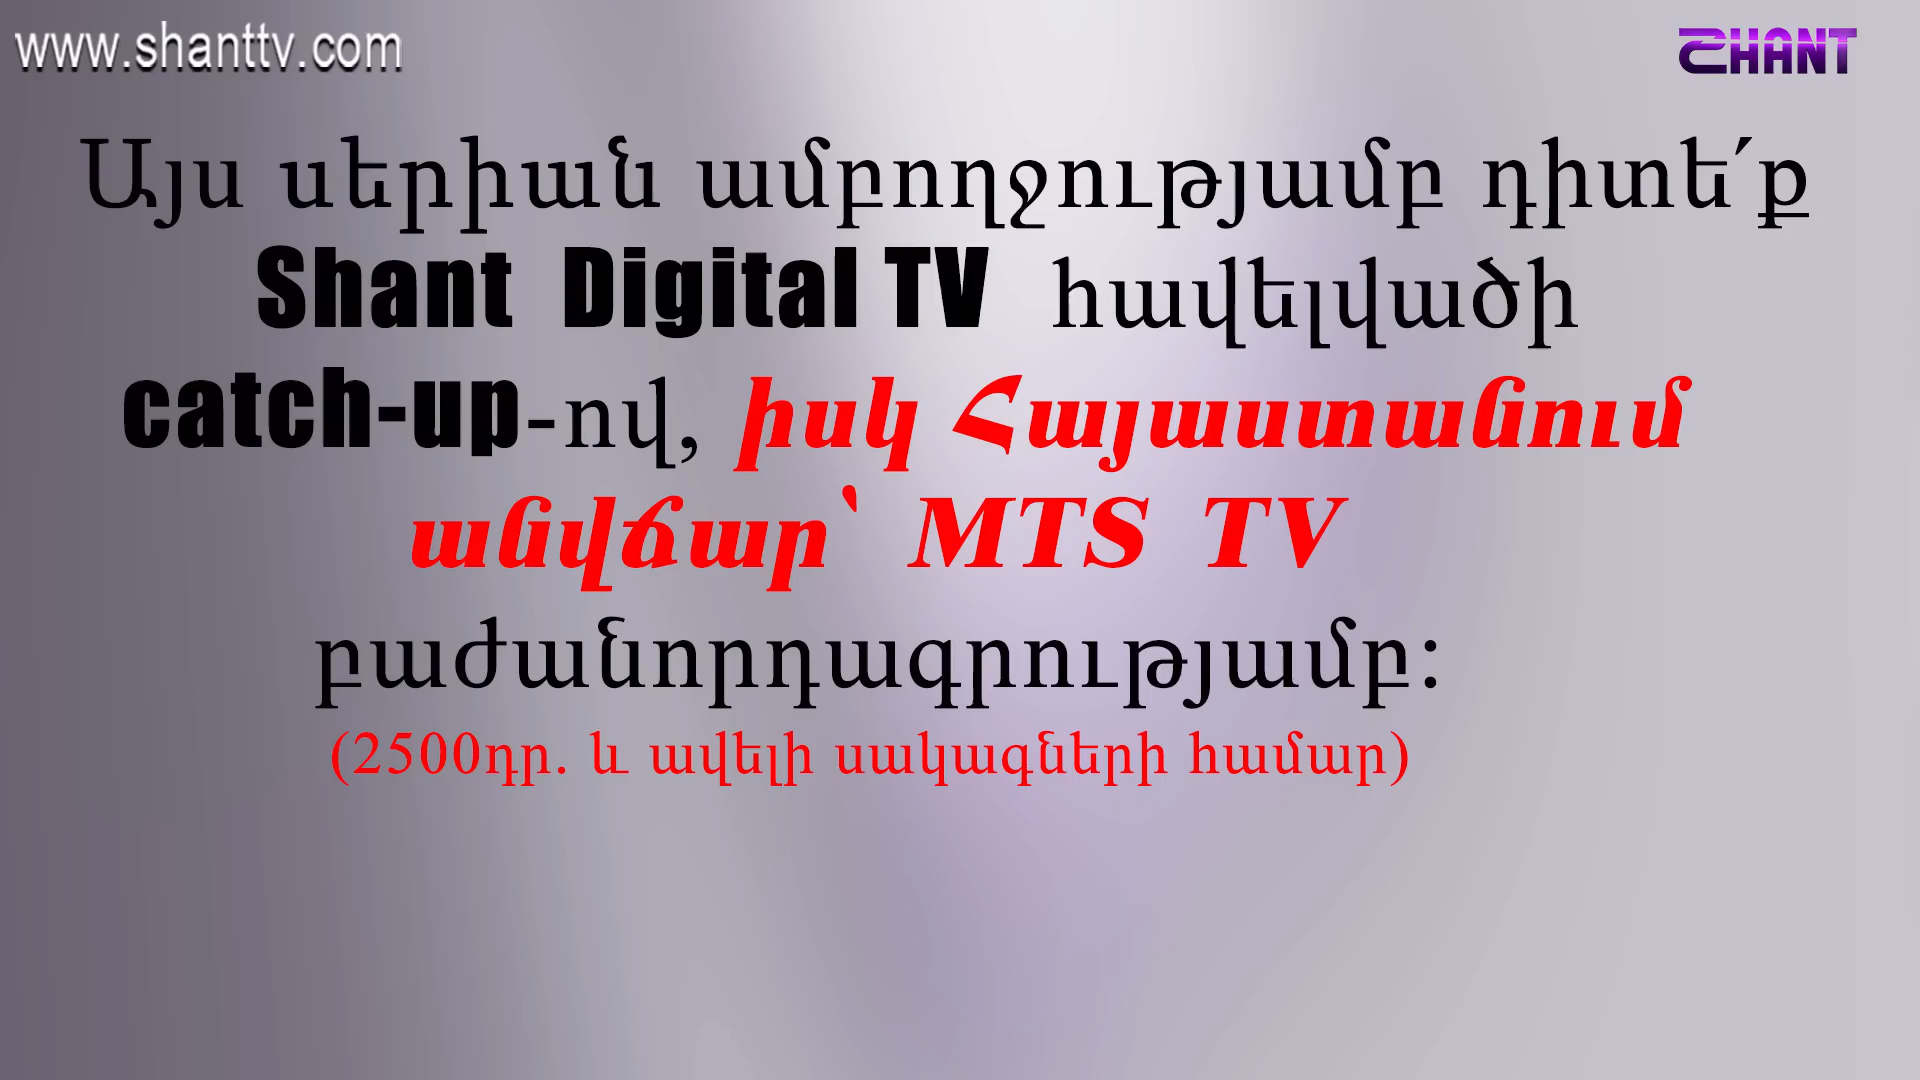 www.shanttv.com
SHANT
Այս սերիան ամբողջությամբ դիտե՛ք
Shant Digital TV հավելվածի
catch-up-ով, իսկ Հայաստանում
անվճար՝ MTS TV
բաժանորդագրությամբ:
(2500դր. և ավելի սակագների համար)